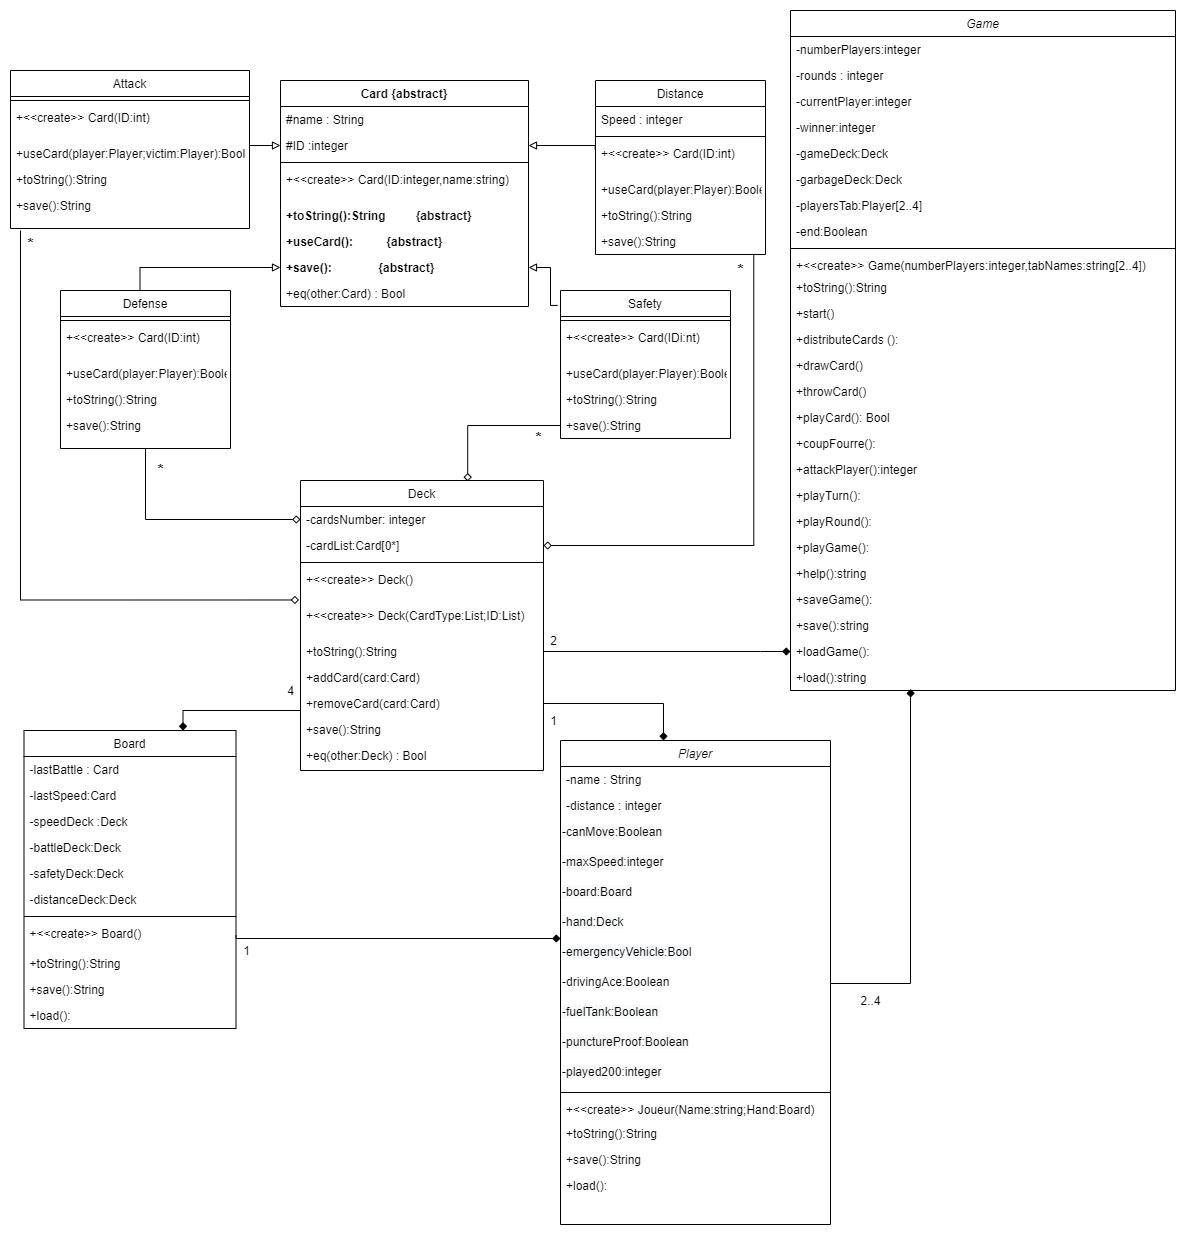 Attack
+<<create>> Card(ID:int)
+useCard(player:Player;victim:Player):Bool
+toString():String
+save():String
*
Card {abstract}
#name : String
#ID :integer
+<<create>> Card(ID:integer,name:string)
+toString():String {abstract}
+useCard(): {abstract}
+save(): {abstract}
+eq(other:Card) : Bool
Distance
Speed : integer
+<<create>> Card(ID:int)
+useCard(player:Player):Boole
+toString():String
+save():String
*
Defense
+<<create>> Card(ID:int)
+useCard(player:Player):Boole
+toString():String
+save():String
*
Safety
+<<create>> Card(IDi:nt)
+useCard(player:Player):Boole
+toString():String
+save():String
*
Game
-numberPlayers:integer
-rounds : integer
-currentPlayer:integer
-winner:integer
-gameDeck:Deck
-garbageDeck:Deck
-playersTab:Player[2..4]
-end:Boolean
+<<create>> Game(numberPlayers:integer,tabNames:string[2..4])
+toString():String
+start()
+distributeCards ():
+drawCard()
+throwCard()
+playCard(): Bool
+coupFourre():
+attackPlayer():integer
+playTurn():
+playRound():
+playGame():
+help():string
+saveGame():
+save():string
+loadGame():
+load():string
Deck
-cardsNumber: integer
-cardList:Card[0*]
+<<create>> Deck()
+<<create>> Deck(CardType:List;ID:List)
+toString():String
+addCard(card:Card)
+removeCard(card:Card)
+save():String
+eq(other:Deck) : Bool
2
4
1
Board
-lastBattle : Card
-lastSpeed:Card
-speedDeck :Deck
-battleDeck:Deck
-safetyDeck:Deck
-distanceDeck:Deck
+<<create>> Board()
+toString():String
+save():String
+load():
1
Player
-name : String
-distance : integer
-canMove:Boolean
-maxSpeed:integer
-board:Board
-hand:Deck
-emergencyVehicle:Bool
-drivingAce:Boolean
-fuelTank:Boolean
-punctureProof:Boolean
-played200:integer
+<<create>> Joueur(Name:string;Hand:Board)
+toString():String
+save():String
+load():
2..4